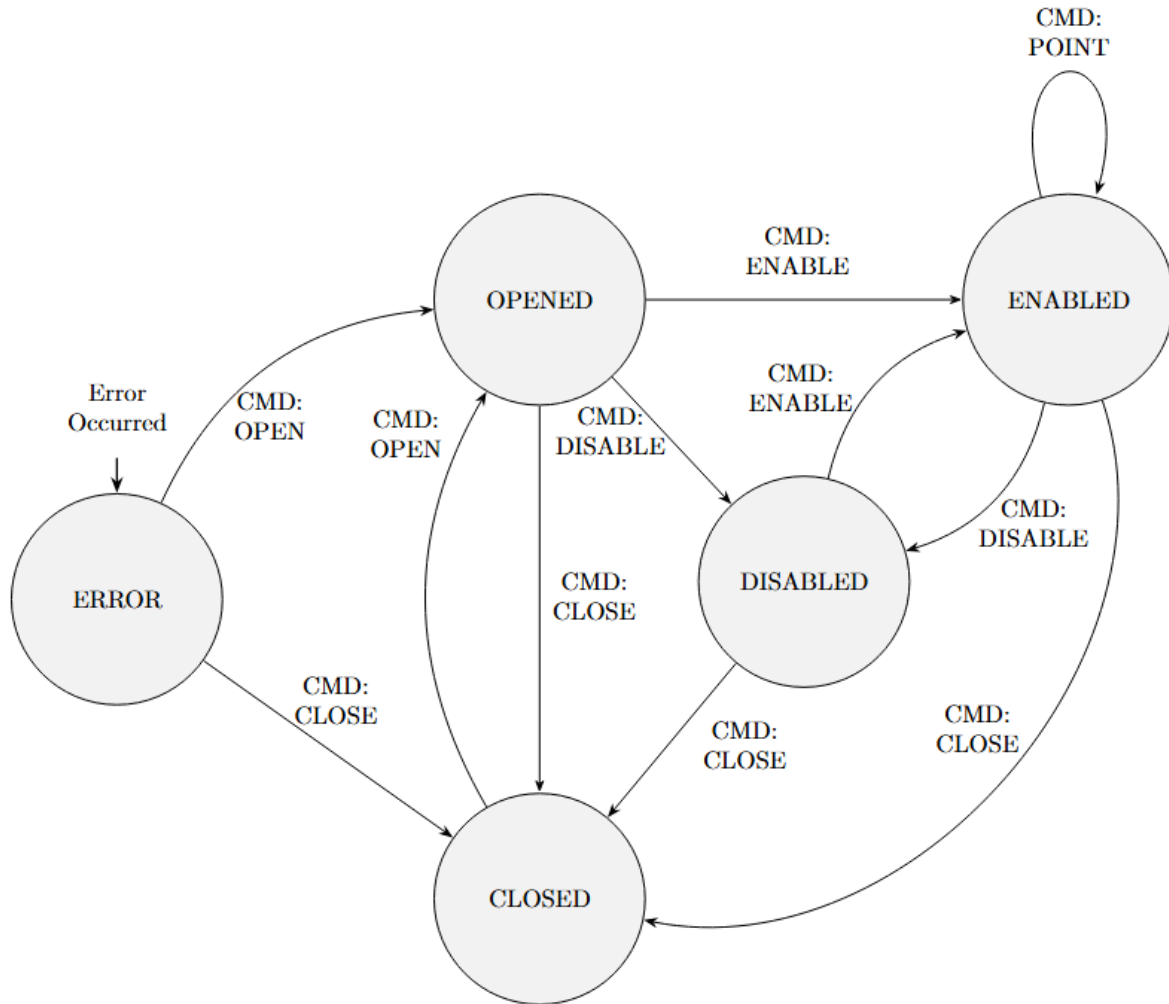 CMD:
POINT
CMD:
ENABLE
OPENED
ENABLED
CMD:
ENABLE
Error
Occurred
CMD:
OPEN
CMD:
OPEN
CMD:
DISABLE
CMD:
DISABLE
CMD:
CLOSE
DISABLED
ERROR
CMD:
CLOSE
CMD:
CLOSE
CMD:
CLOSE
CLOSED